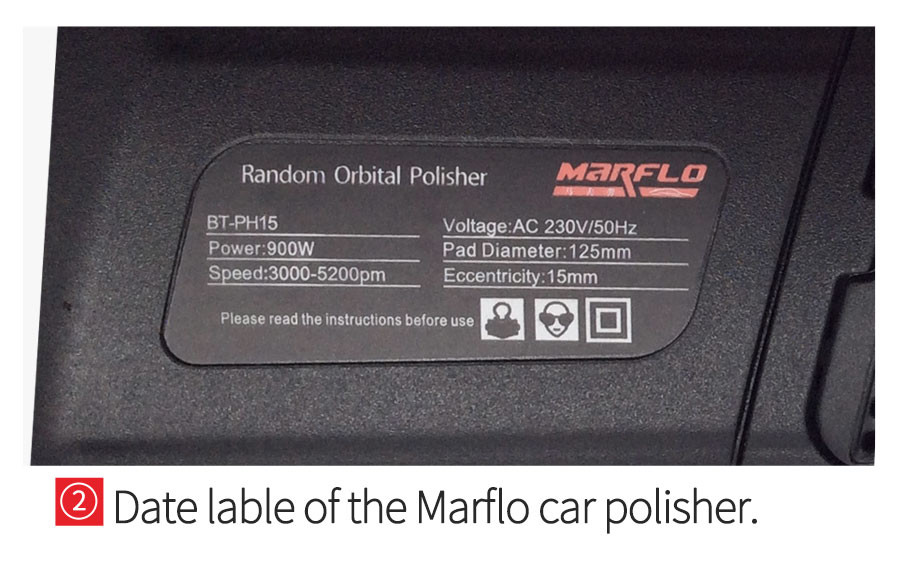 Random Orbital Polisher
MARFLO
BT-PH15
Voltage:AC 230V/50Hz
Power:900W
Pad Diameter:125mm
Speed:3000-5200pm
Eccentricity:15mm
Please read the instructions before use
2 Date lable of the Marflo car polisher.